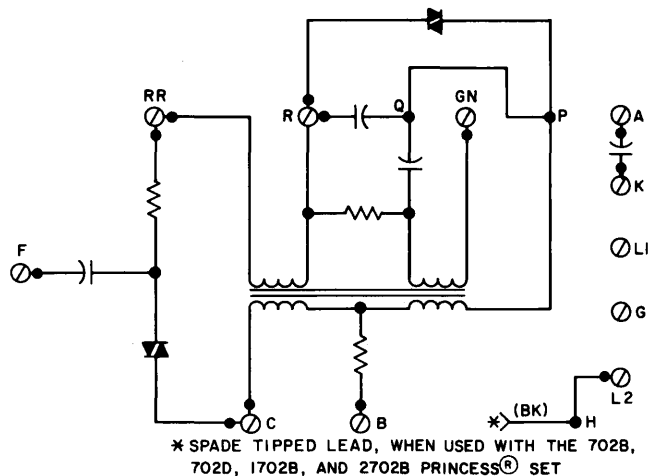 RR
R
Q
GN
P
A
K
F
L1
G
L2
C
B
* (BK)
H
* SPADE TIPPED LEAD, WHEN USED WITH THE 702B,
702D, 1702B, AND 2702B PRINCESS® SET